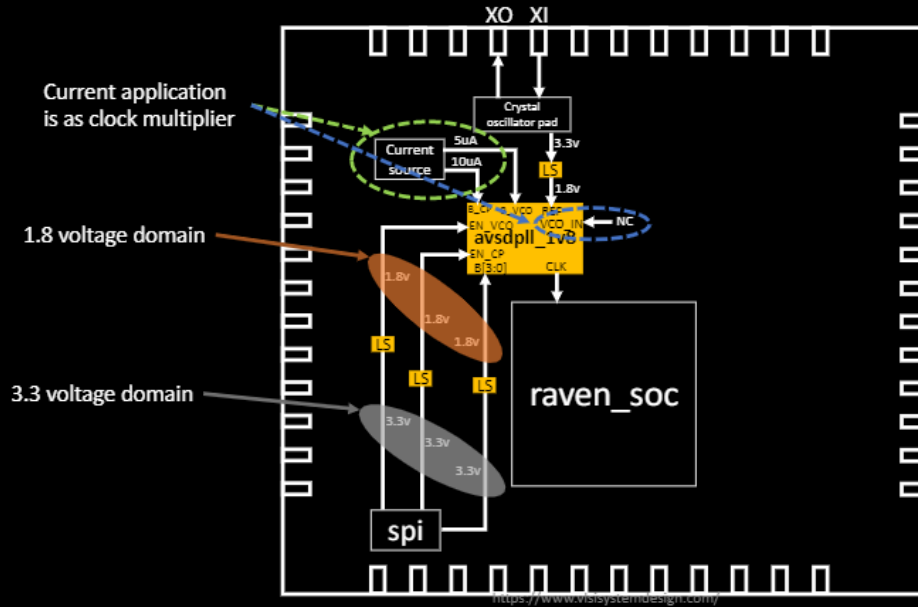 XO XI
Current application
is as clock multiplier
Crystal
oscillator pad
3.3v
5uA
Current
source
10uA
LS
1.8v
B_CP B_VCO REF
EN_VCO VCO_IN NC
avsdpll_1v8
EN_CP
B[3:0] CLK
1.8 voltage domain
1.8v
1.8v
1.8v
LS
LS
LS
raven_soc
3.3 voltage domain
3.3v
3.3v
3.3v
spi
https://www.vlsisystemdesign.com/